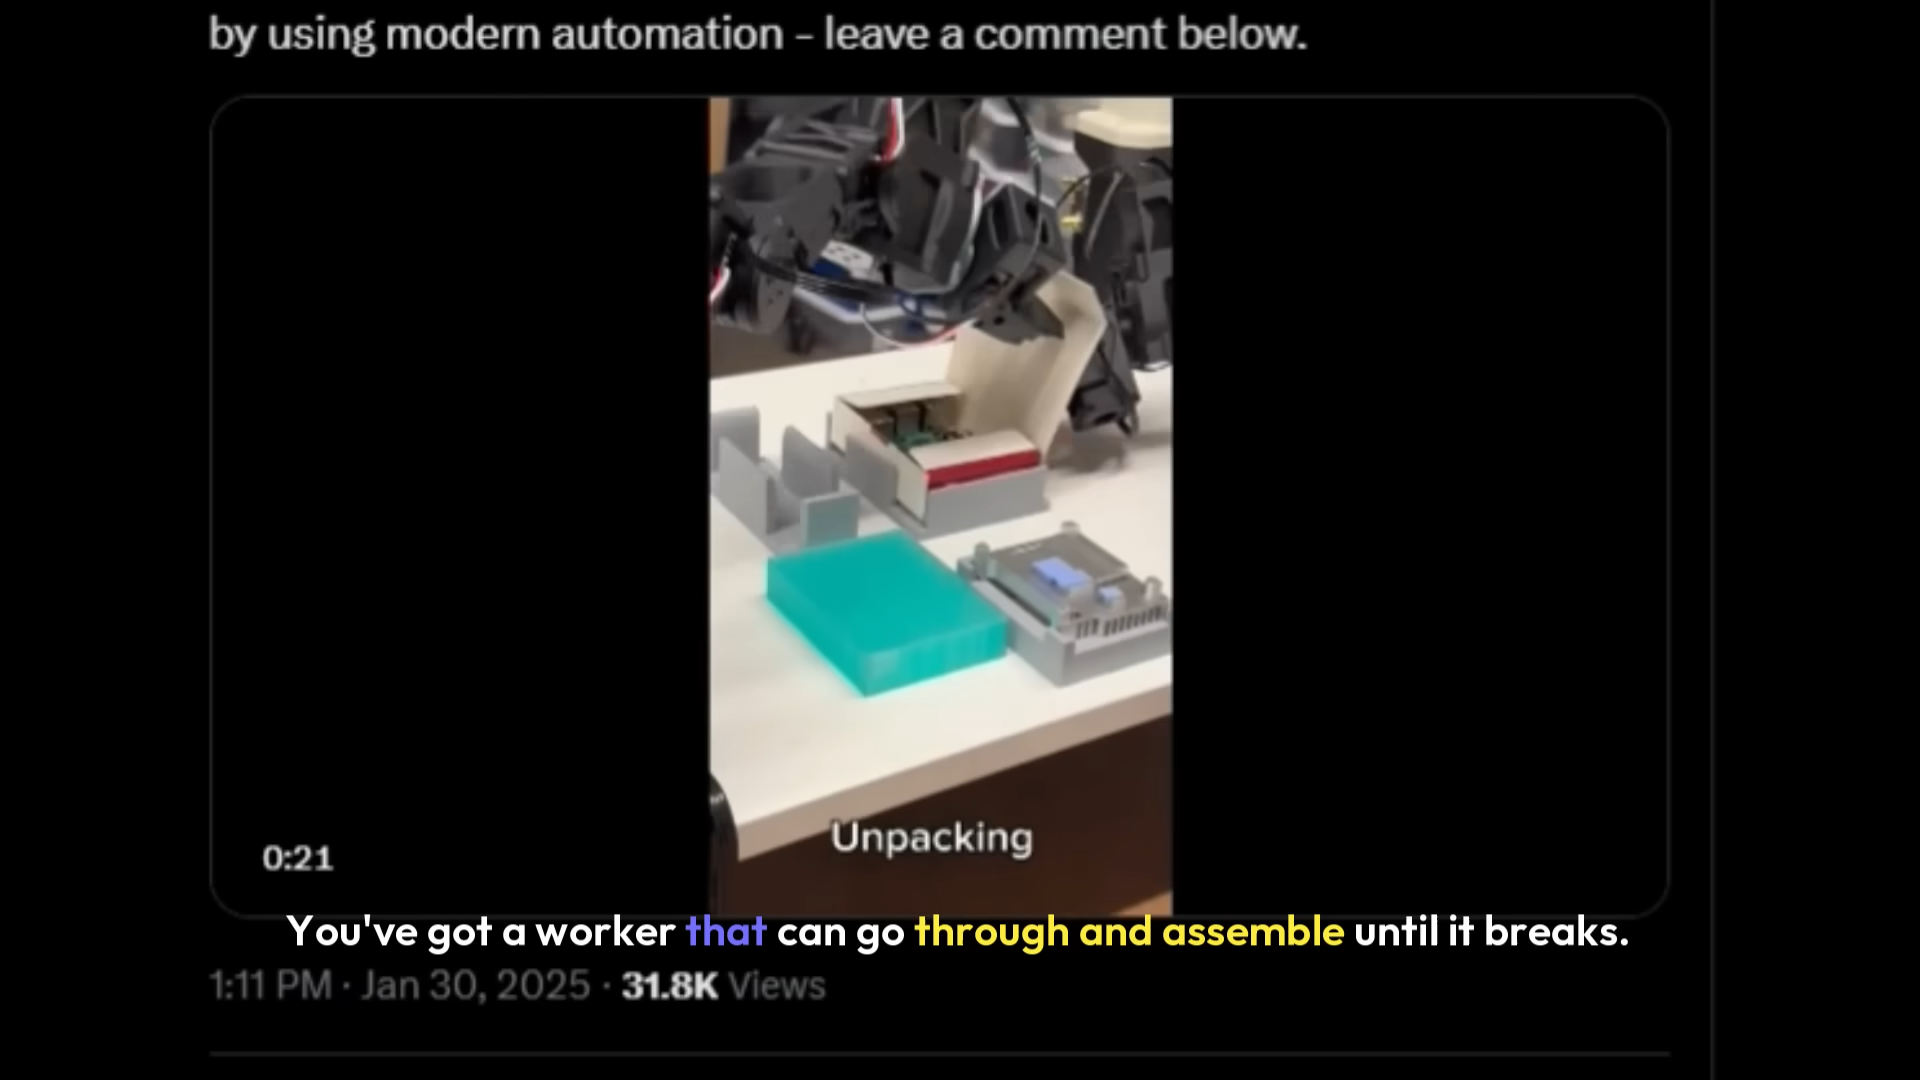 by using modern automation – leave a comment below.
Unpacking
0:21
You've got a worker that can go through and assemble until it breaks.
1:11 PM · Jan 30, 2025 · 31.8K Views